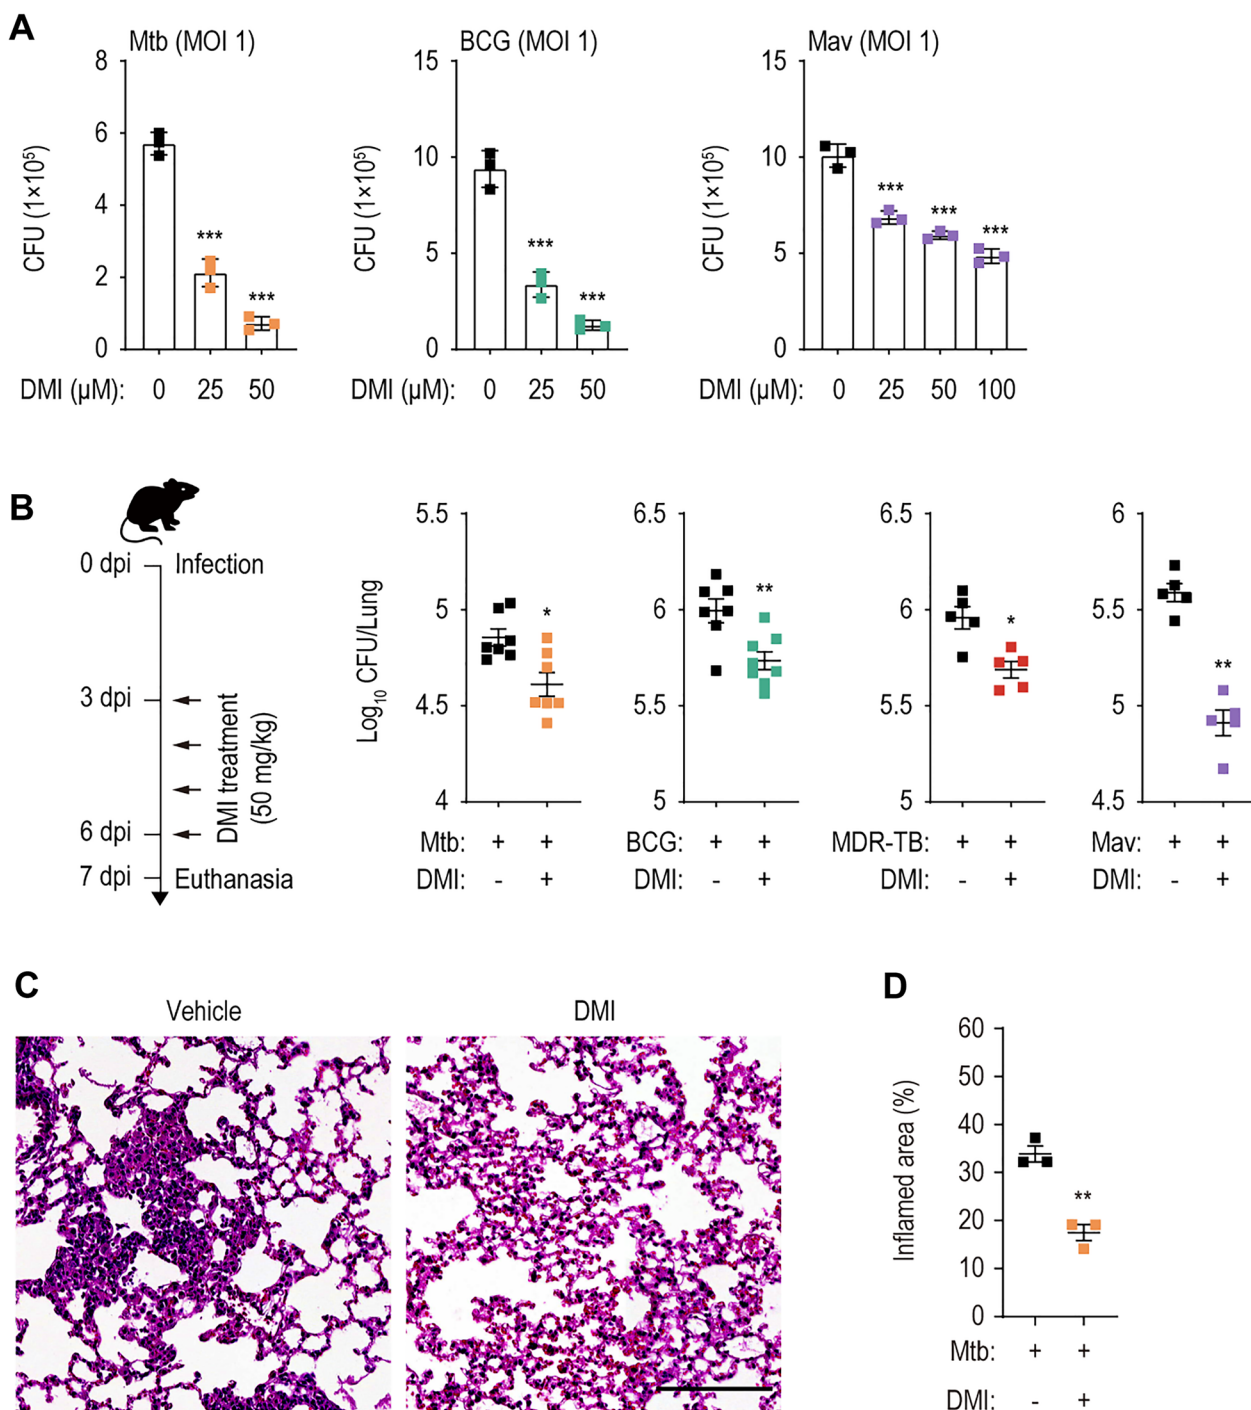 A
Mtb (MOI 1)
8
6
4
2
0
CFU (1×10⁵)
***
***
DMI (µM): 0 25 50
BCG (MOI 1)
15
10
5
0
CFU (1×10⁵)
***
***
DMI (µM): 0 25 50
Mav (MOI 1)
15
10
5
0
CFU (1×10⁵)
***
***
***
DMI (µM): 0 25 50 100
B
0 dpi Infection
3 dpi
DMI treatment
(50 mg/kg)
6 dpi
7 dpi Euthanasia
Log₁₀ CFU/Lung
5.5
5
4.5
4
*
Mtb: + +
DMI: - +
6.5
6
5.5
5
**
BCG: + +
DMI: - +
6.5
6
5.5
5
*
MDR-TB: + +
DMI: - +
6
5.5
5
4.5
**
Mav: + +
DMI: - +
C
Vehicle
DMI
D
60
50
40
30
20
10
0
Inflamed area (%)
**
Mtb: + +
DMI: - +